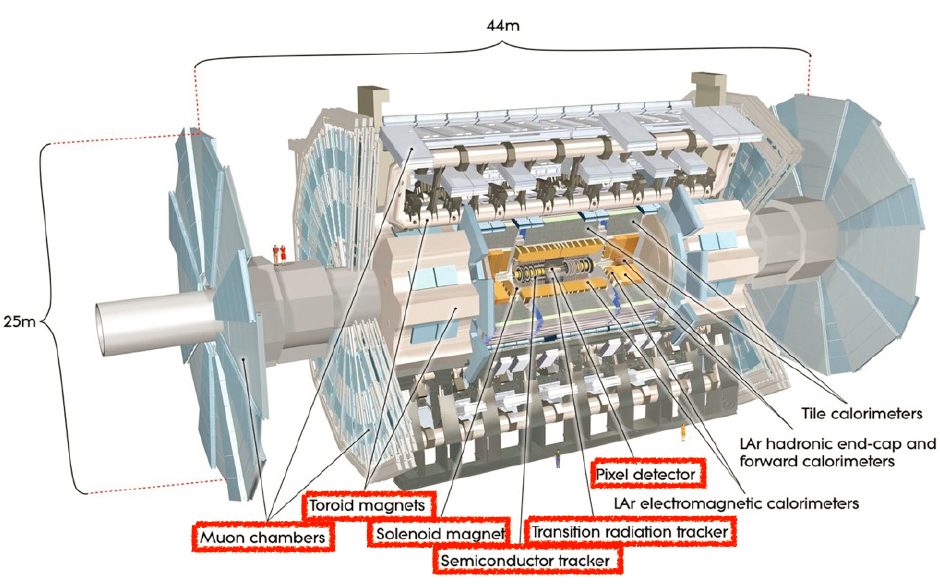 44m
25m
Tile calorimeters
LAr hadronic end-cap and
forward calorimeters
Pixel detector
LAr electromagnetic calorimeters
Toroid magnets
Muon chambers
Solenoid magnet
Transition radiation tracker
Semiconductor tracker